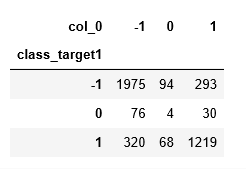 col_0 -1 0 1
class_target1
-1 1975 94 293
0 76 4 30
1 320 68 1219